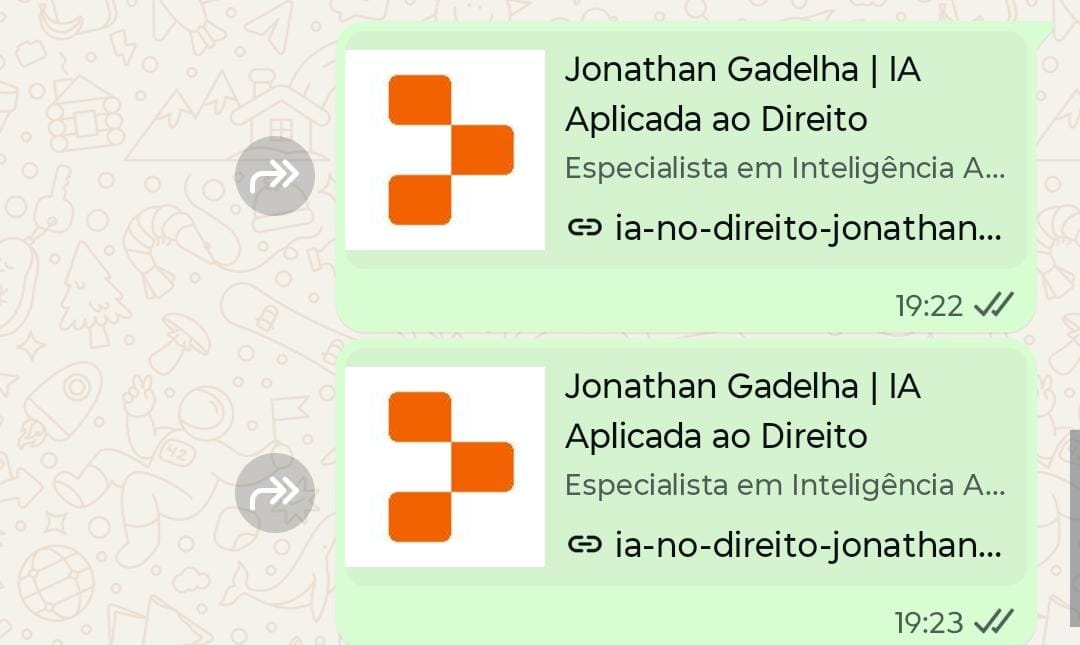 Jonathan Gadelha | IA
Aplicada ao Direito
Especialista em Inteligência A...
ia-no-direito-jonathan...
19:22
Jonathan Gadelha | IA
Aplicada ao Direito
Especialista em Inteligência A...
ia-no-direito-jonathan...
19:23